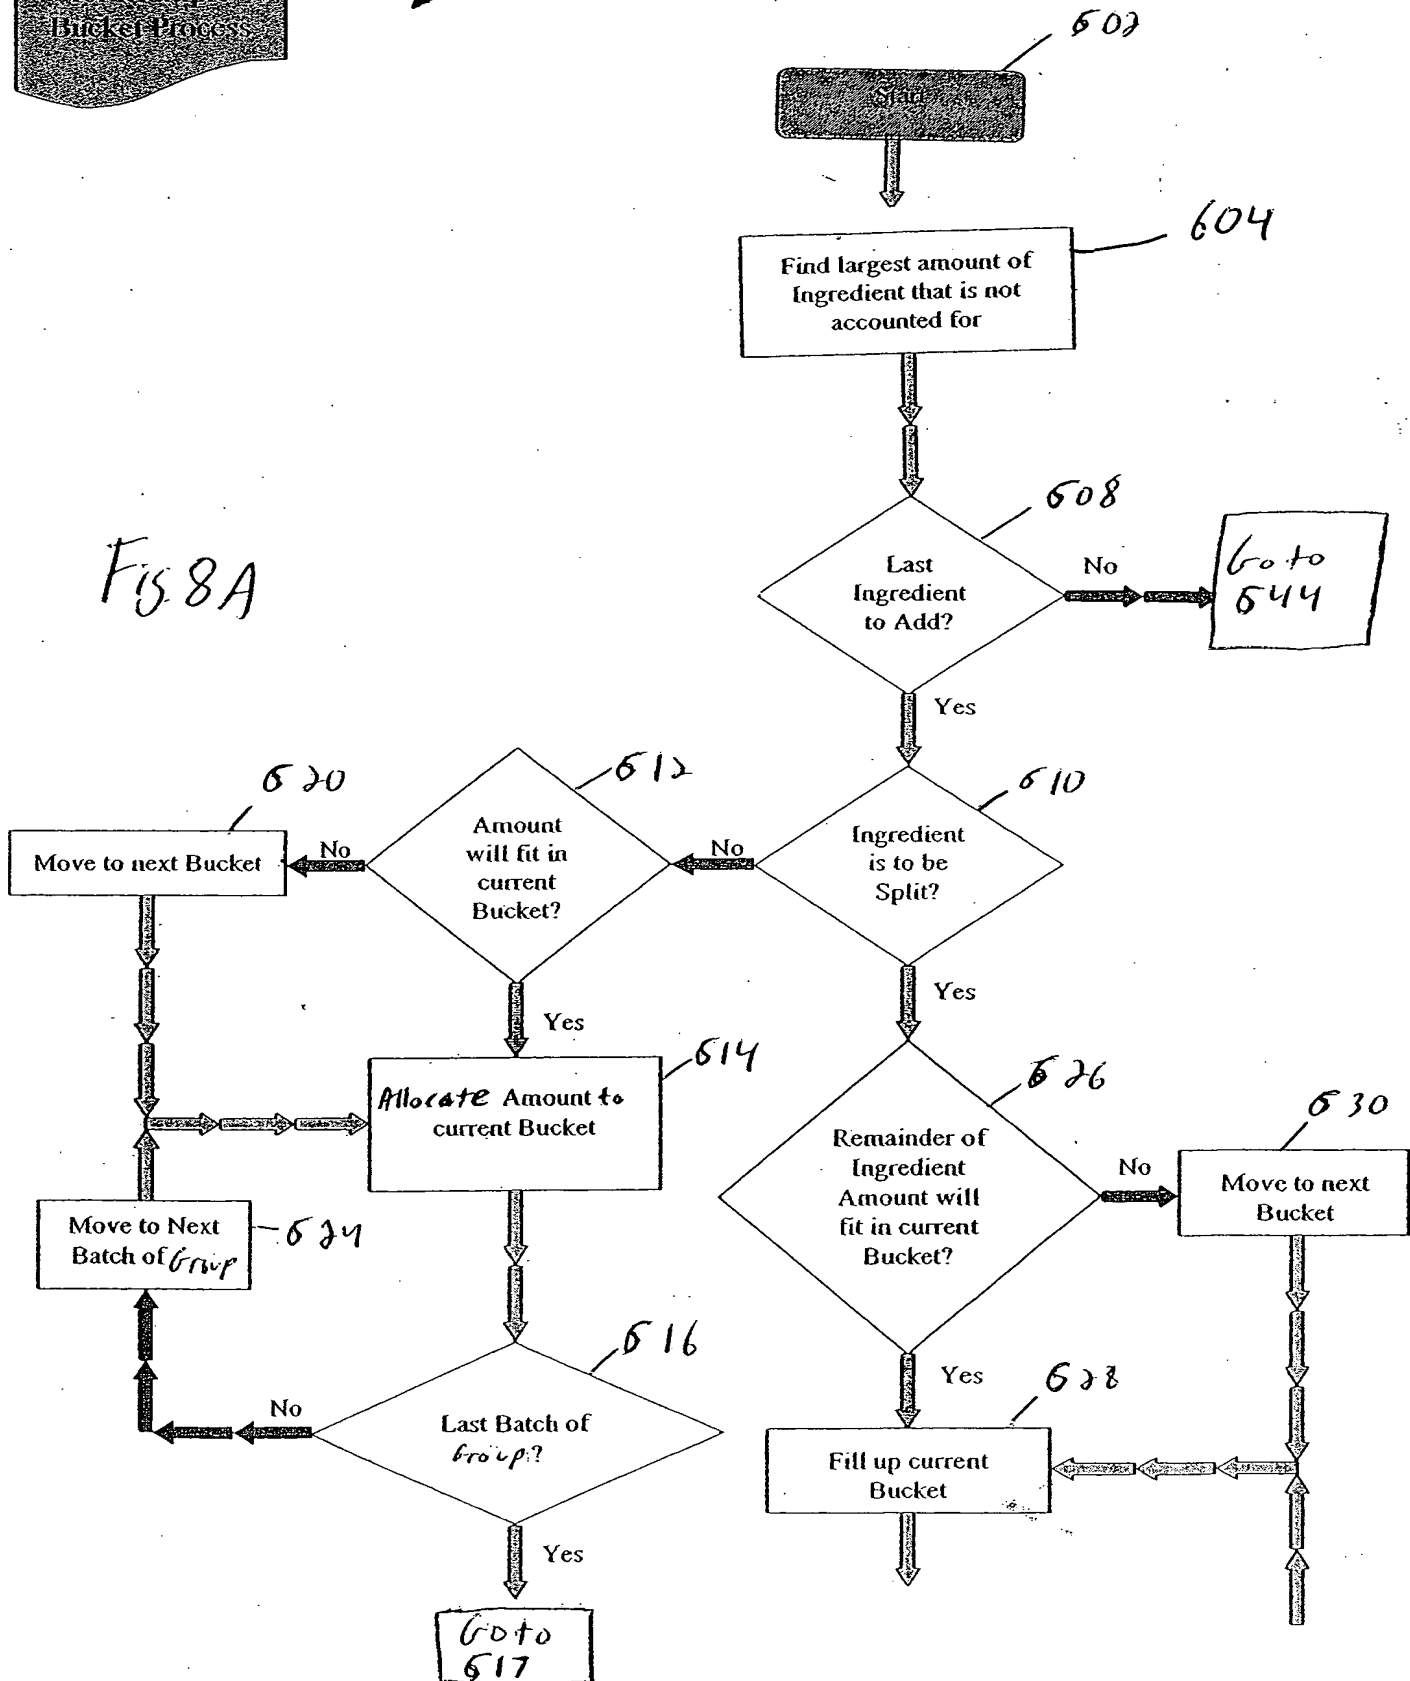 Bucket Process
602
Start
604
Find largest amount of
Ingredient that is not
accounted for
608
Last
Ingredient
to Add?
No
Go to
644
Yes
Fig 8A
620
612
610
Move to next Bucket
No
Amount
will fit in
current
Bucket?
No
Ingredient
is to be
Split?
Yes
Yes
614
626
630
Allocate Amount to
current Bucket
Remainder of
Ingredient
Amount will
fit in current
Bucket?
No
Move to next
Bucket
Move to Next
Batch of Group
624
616
Yes
628
No
Last Batch of
Group?
Fill up current
Bucket
Yes
Go to
617